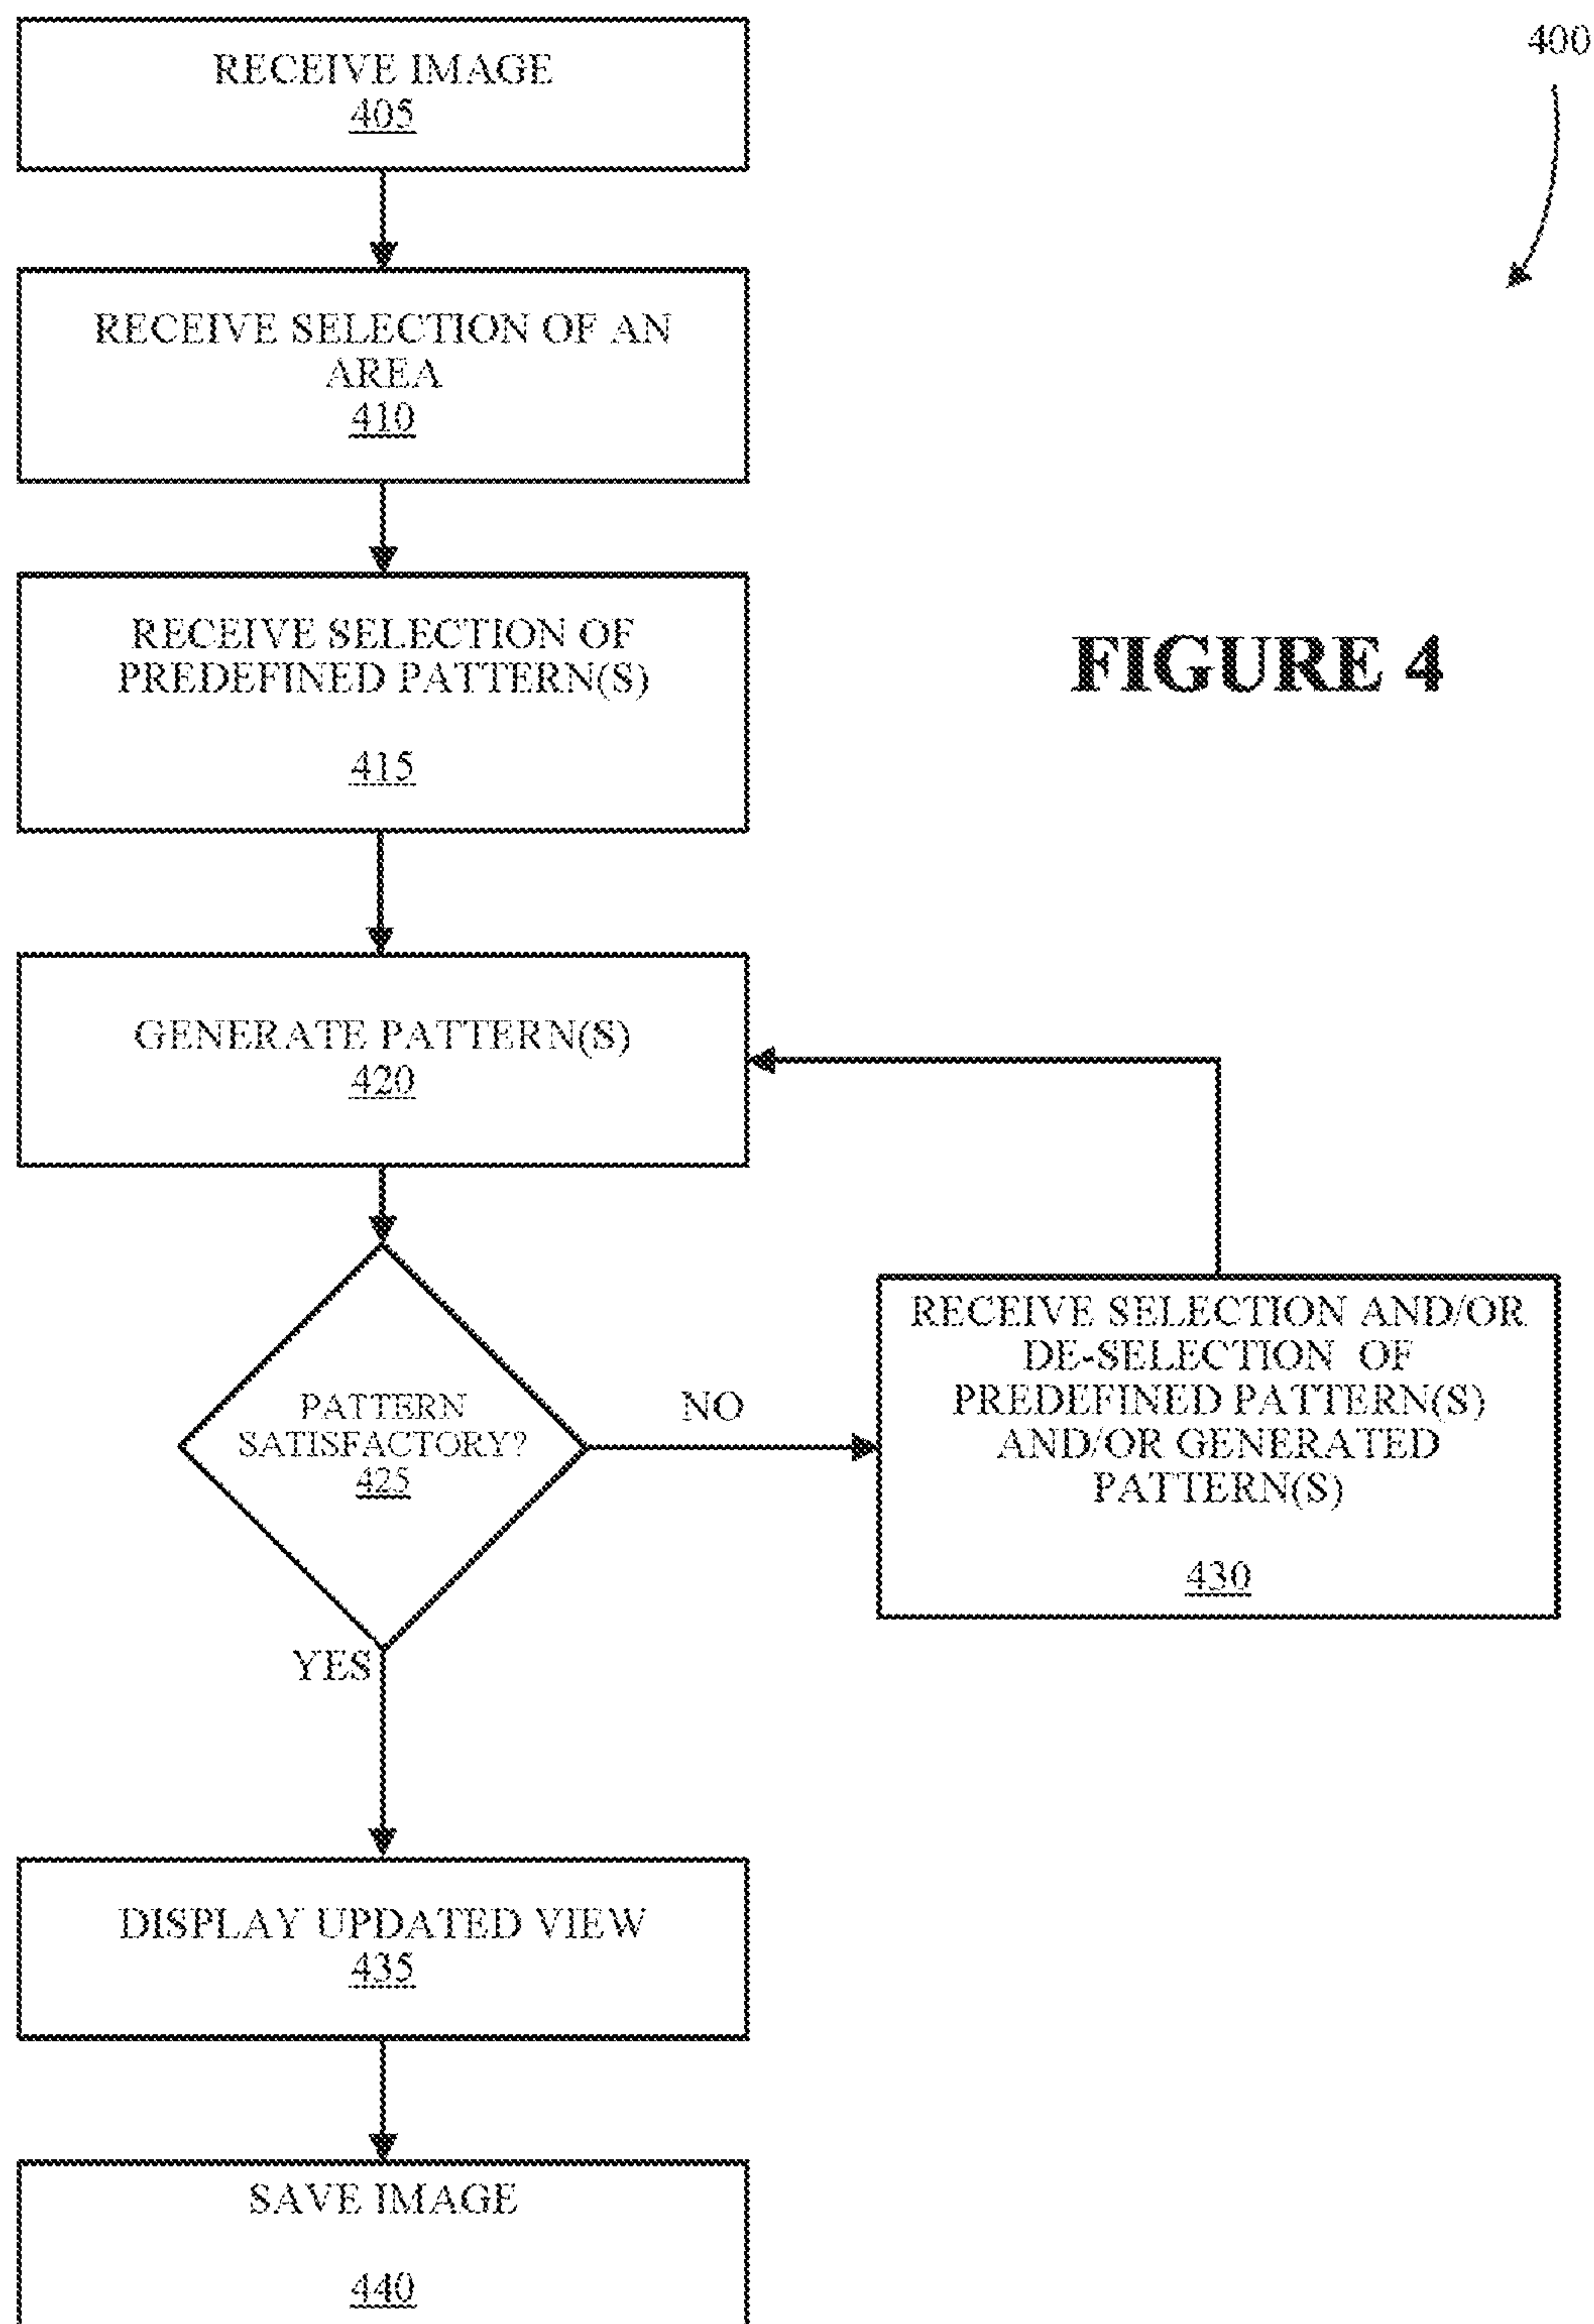 400
RECEIVE IMAGE
405
RECEIVE SELECTION OF AN
AREA
410
RECEIVE SELECTION OF
PREDEFINED PATTERN(S)
415
FIGURE 4
GENERATE PATTERN(S)
420
PATTERN
SATISFACTORY?
425
NO
RECEIVE SELECTION AND/OR
DE-SELECTION OF
PREDEFINED PATTERN(S)
AND/OR GENERATED
PATTERN(S)
430
YES
DISPLAY UPDATED VIEW
435
SAVE IMAGE
440